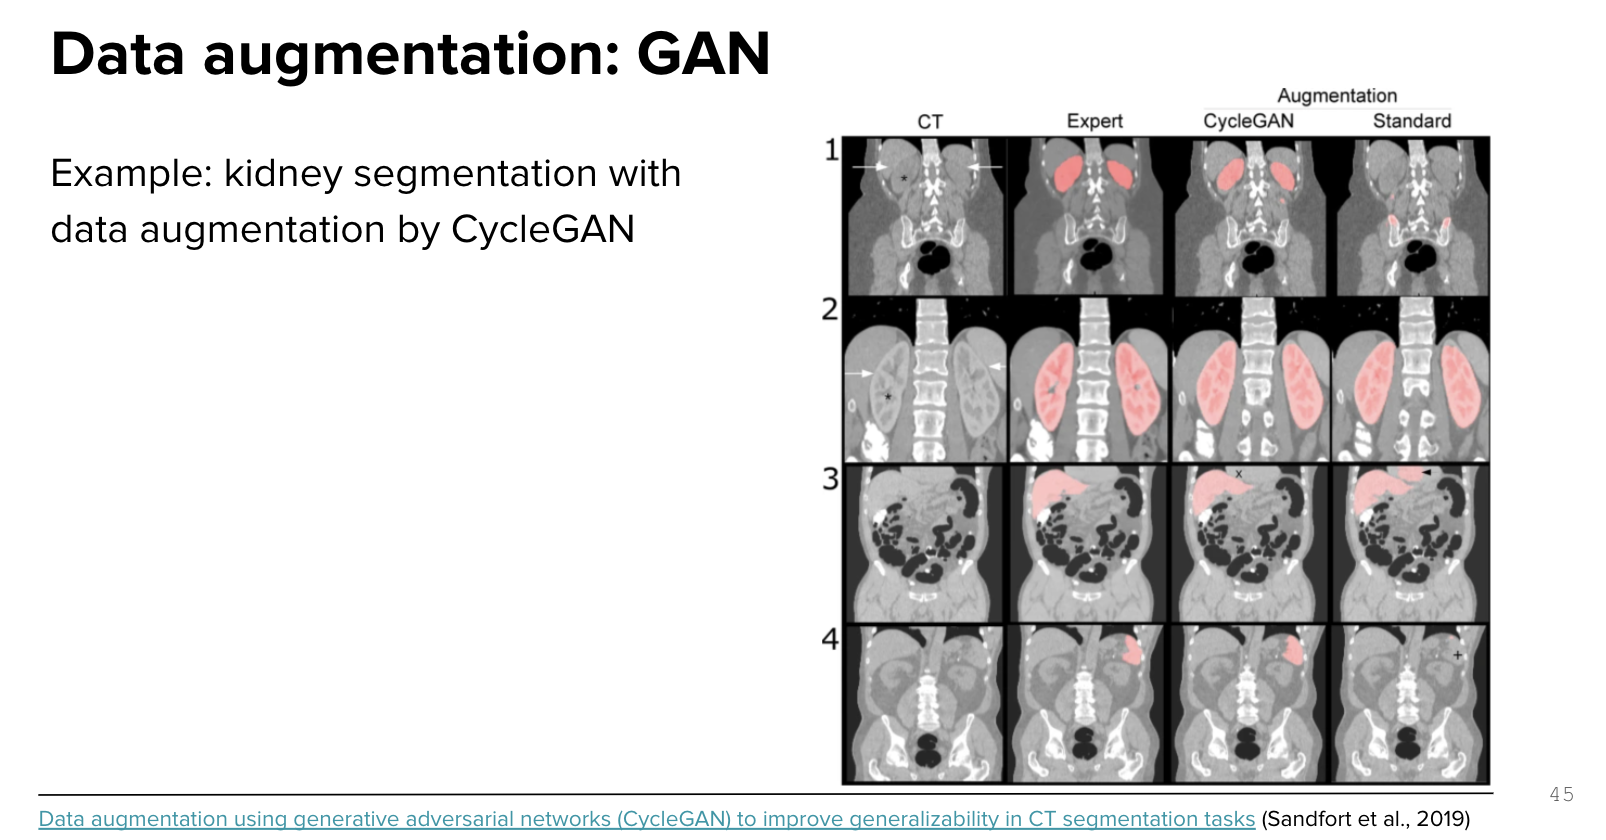 Data augmentation: GAN
Example: kidney segmentation with
data augmentation by CycleGAN
Augmentation
CT Expert CycleGAN Standard
1
*
2
*
3
x
4
+
45
Data augmentation using generative adversarial networks (CycleGAN) to improve generalizability in CT segmentation tasks (Sandfort et al., 2019)